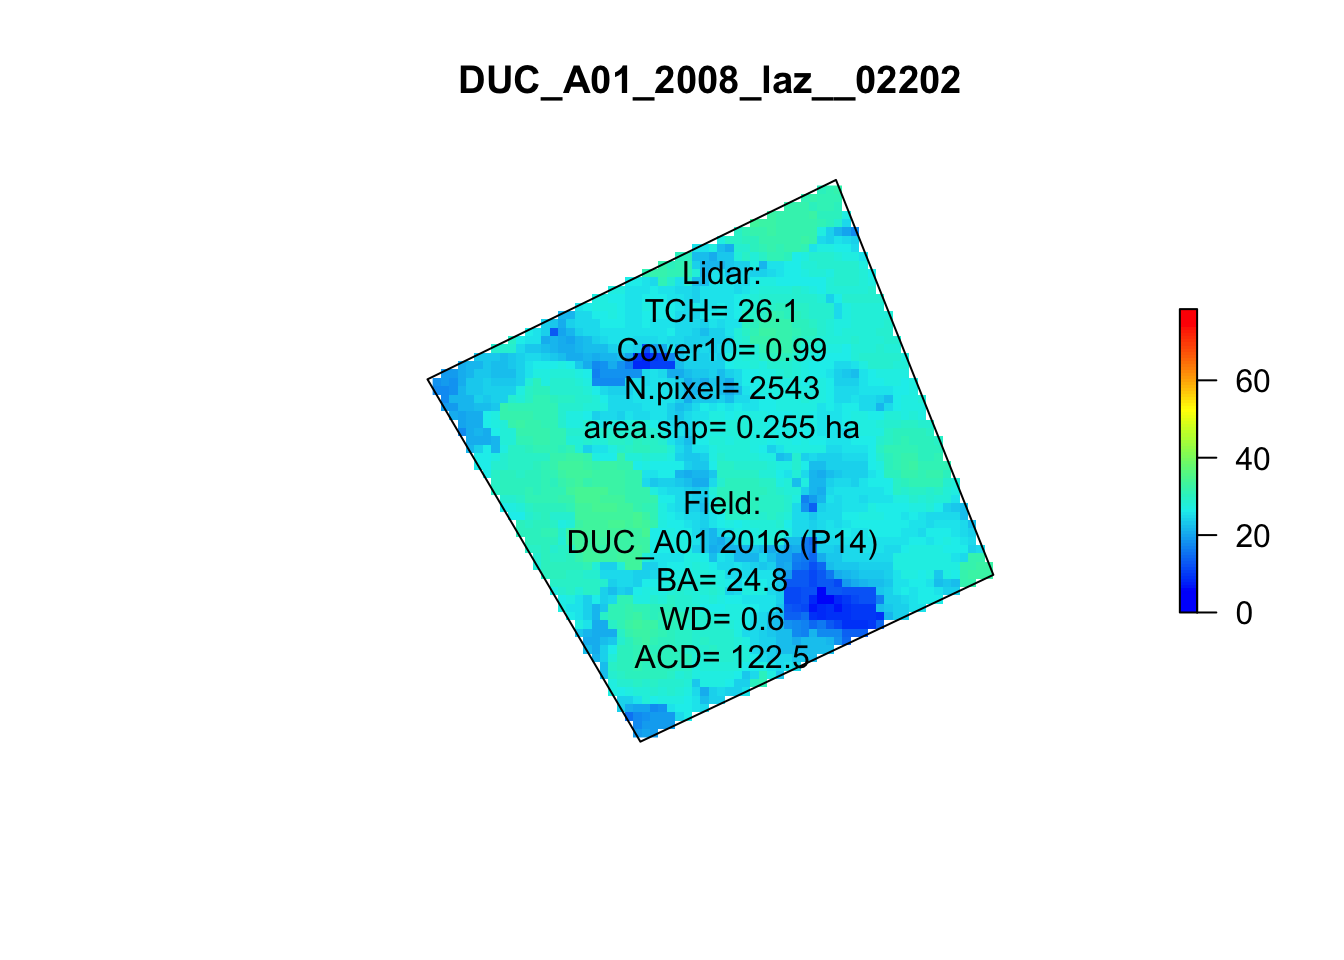 DUC_A01_2008_laz__02202
Lidar:
TCH= 26.1
Cover10= 0.99
N.pixel= 2543
area.shp= 0.255 ha
Field:
DUC_A01 2016 (P14)
BA= 24.8
WD= 0.6
ACD= 122.5
60
40
20
0